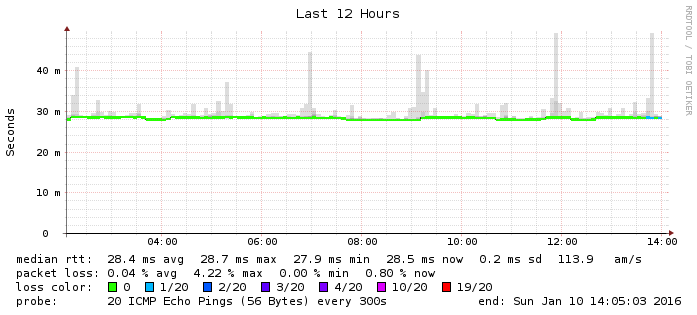 Last 12 Hours
RRDTOOL / TOBI OETIKER
Seconds
40 m
30 m
20 m
10 m
0
04:00 06:00 08:00 10:00 12:00 14:00
median rtt: 28.4 ms avg 28.7 ms max 27.9 ms min 28.5 ms now 0.2 ms sd 113.9 am/s
packet loss: 0.04 % avg 4.22 % max 0.00 % min 0.80 % now
loss color: 0 1/20 2/20 3/20 4/20 10/20 19/20
probe: 20 ICMP Echo Pings (56 Bytes) every 300s end: Sun Jan 10 14:05:03 2016